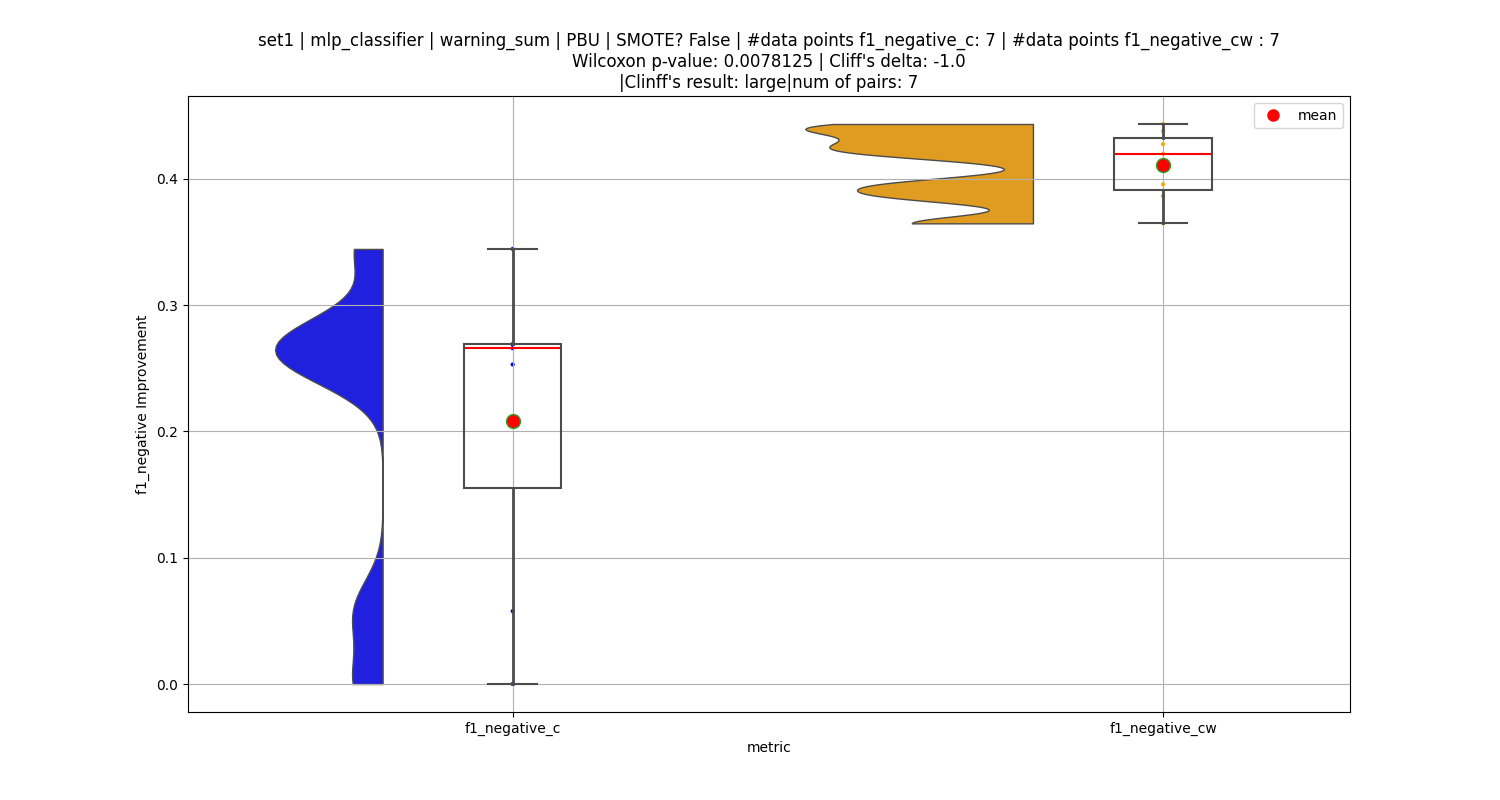 set1 | mlp_classifier | warning_sum | PBU | SMOTE? False | #data points f1_negative_c: 7 | #data points f1_negative_cw : 7
Wilcoxon p-value: 0.0078125 | Cliff's delta: -1.0
|Clinff's result: large|num of pairs: 7
mean
0.4
0.3
0.2
0.1
0.0
f1_negative Improvement
f1_negative_c
f1_negative_cw
metric